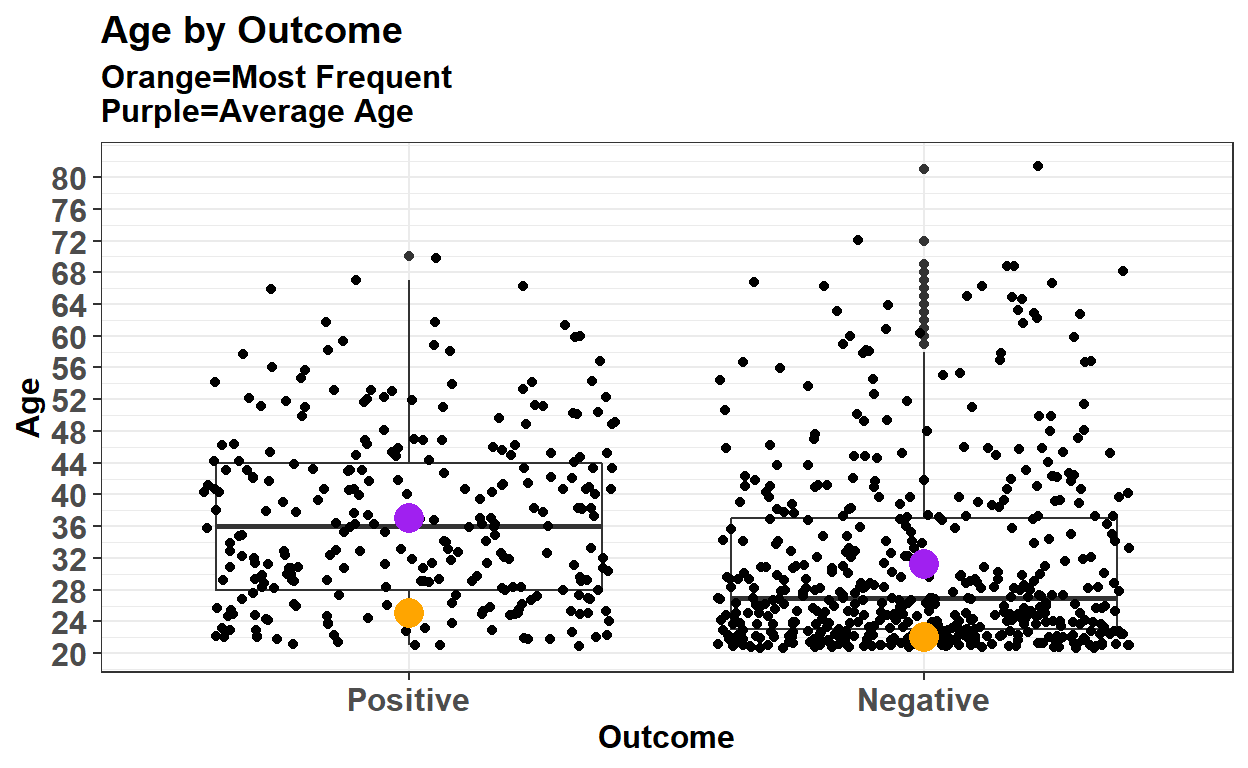 Age by Outcome
Orange=Most Frequent
Purple=Average Age
80
76
72
68
64
60
56
52
48
44
40
36
32
28
24
20
Age
Positive
Negative
Outcome